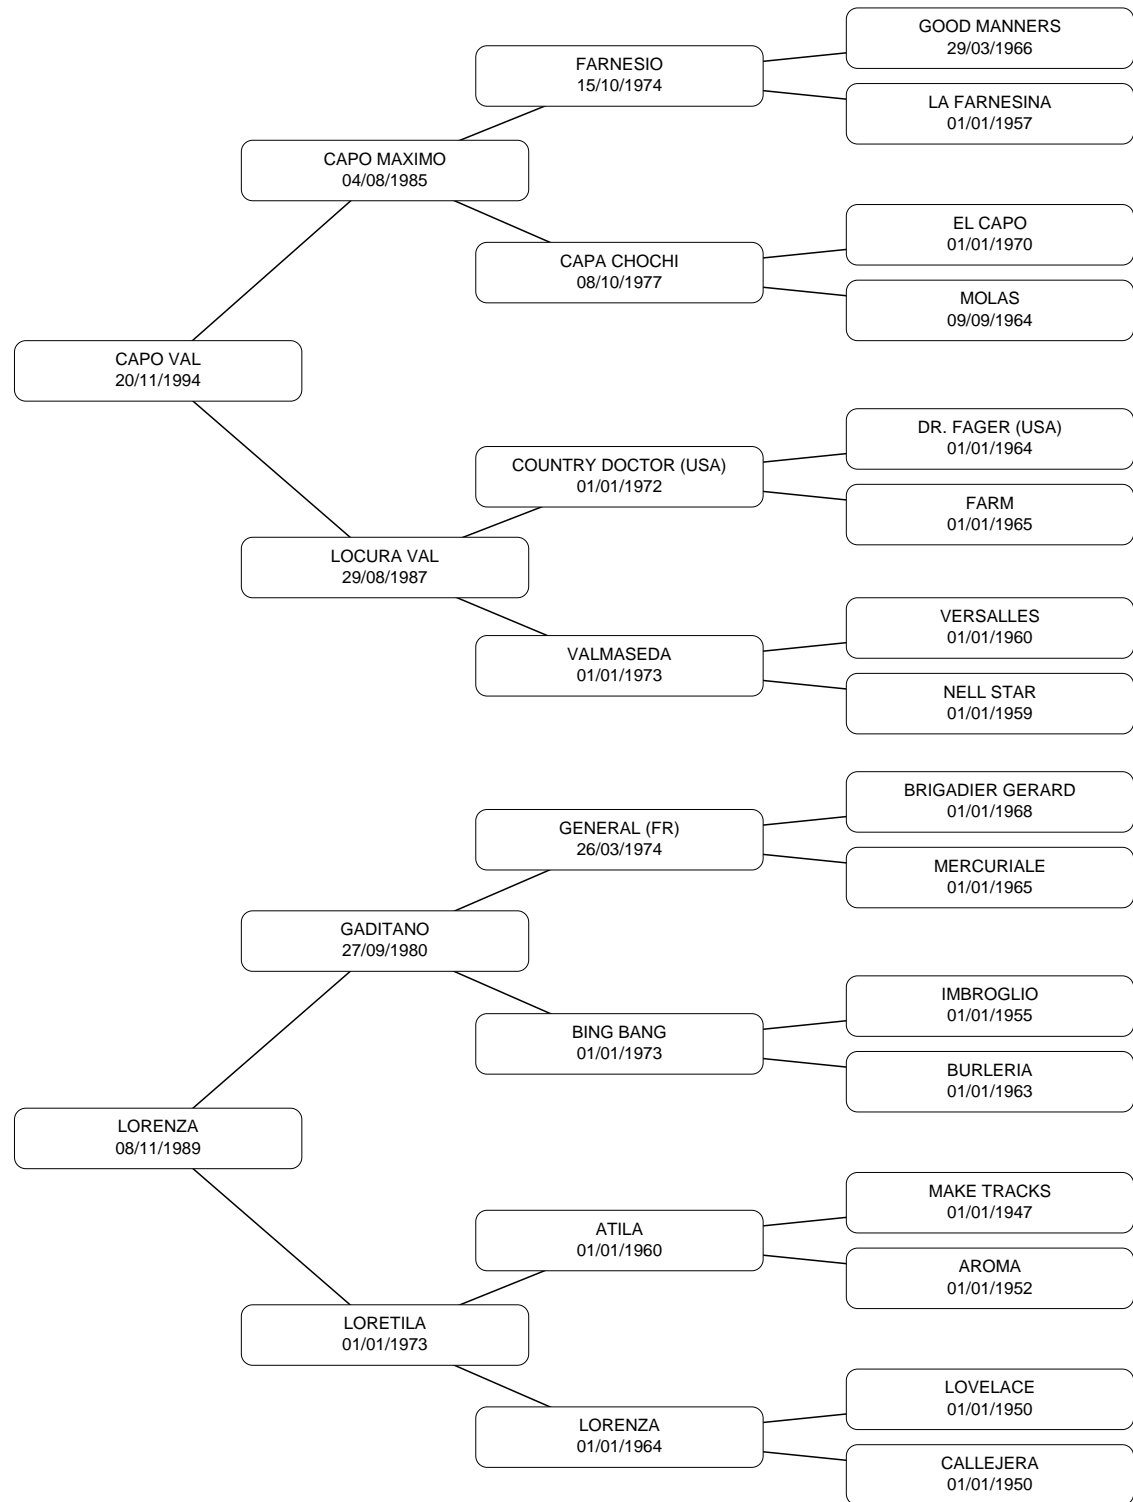 GOOD MANNERS
29/03/1966
FARNESIO
15/10/1974
LA FARNESINA
01/01/1957
CAPO MAXIMO
04/08/1985
EL CAPO
01/01/1970
CAPA CHOCHI
08/10/1977
MOLAS
09/09/1964
CAPO VAL
20/11/1994
DR. FAGER (USA)
01/01/1964
COUNTRY DOCTOR (USA)
01/01/1972
FARM
01/01/1965
LOCURA VAL
29/08/1987
VERSALLES
01/01/1960
VALMASEDA
01/01/1973
NELL STAR
01/01/1959
BRIGADIER GERARD
01/01/1968
GENERAL (FR)
26/03/1974
MERCURIALE
01/01/1965
GADITANO
27/09/1980
IMBROGLIO
01/01/1955
BING BANG
01/01/1973
BURLERIA
01/01/1963
LORENZA
08/11/1989
MAKE TRACKS
01/01/1947
ATILA
01/01/1960
AROMA
01/01/1952
LORETILA
01/01/1973
LOVELACE
01/01/1950
LORENZA
01/01/1964
CALLEJERA
01/01/1950